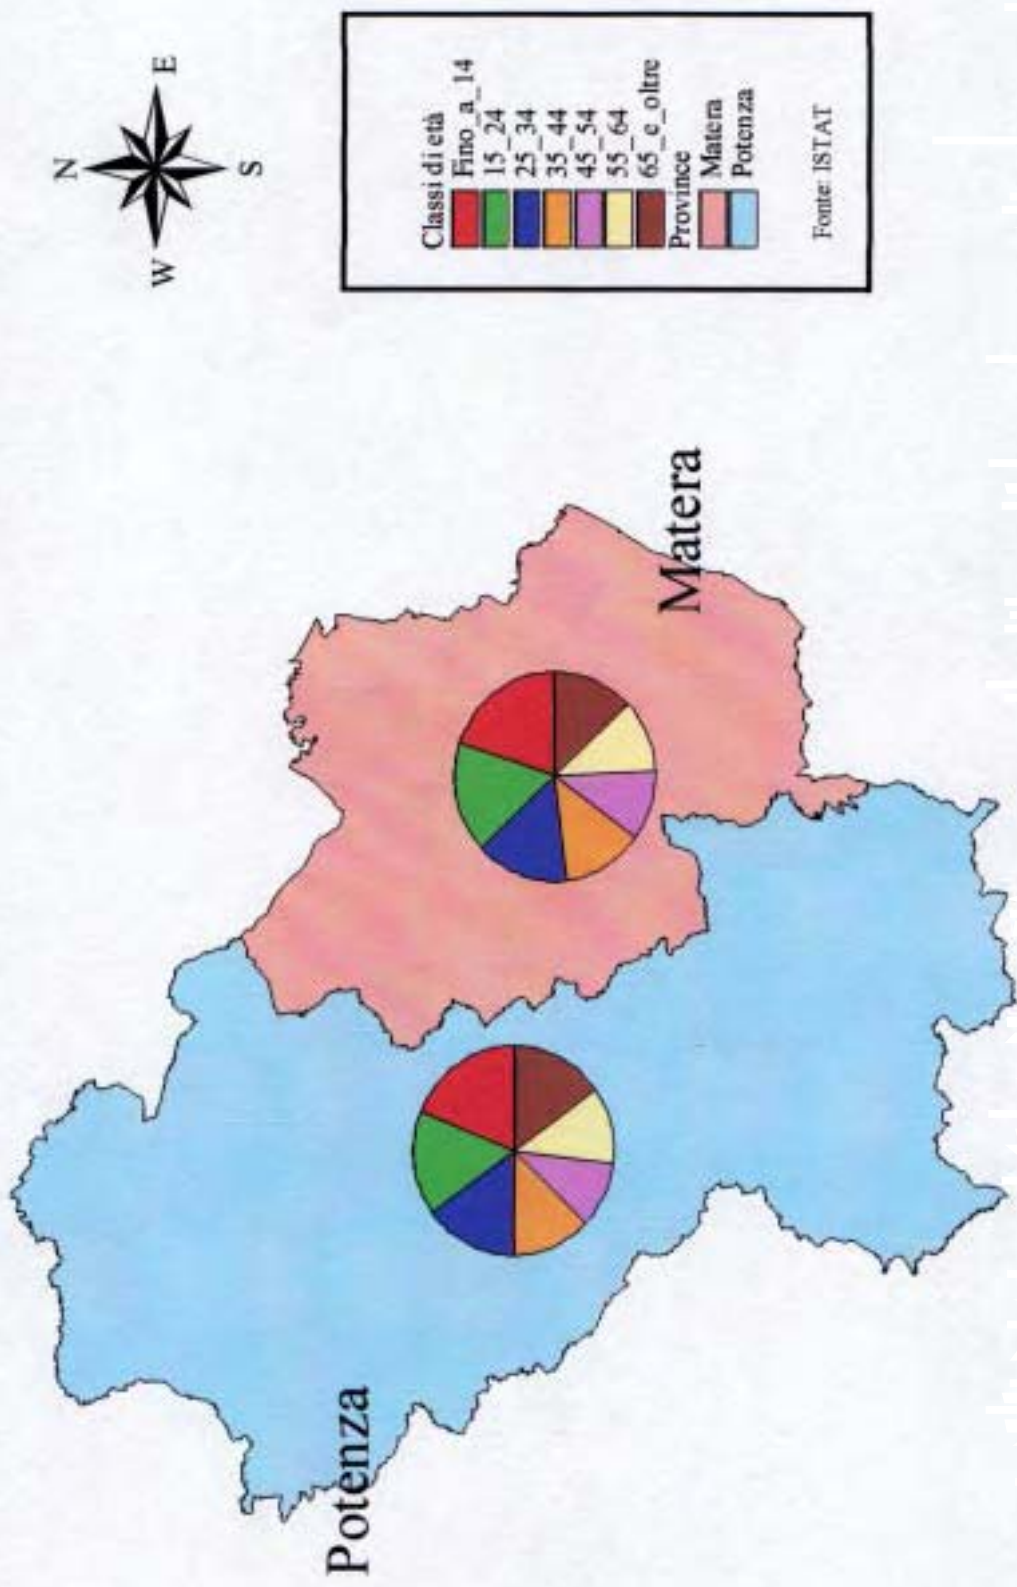 N
W
E
S
Classi di età
Fino_a_14
15_24
25_34
35_44
45_54
55_64
65_e_oltre
Province
Matera
Potenza
Fonte: ISTAT
Potenza
Matera